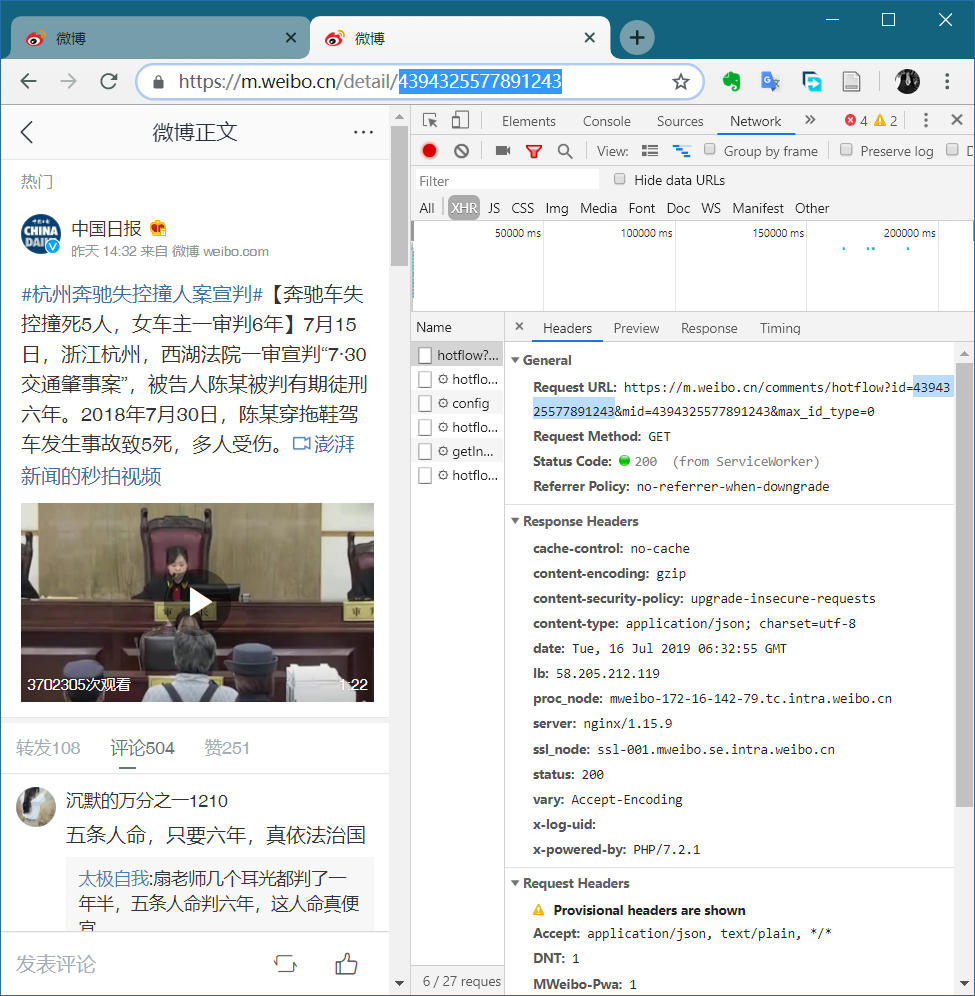 微博
微博
https://m.weibo.cn/detail/4394325577891243
微博正文
热门
中国日报
昨天 14:32 来自 微博 weibo.com
#杭州奔驰失控撞人案宣判#【奔驰车失
控撞死5人，女车主一审判6年】7月15
日，浙江杭州，西湖法院一审宣判“7·30
交通肇事案”，被告人陈某被判有期徒刑
六年。2018年7月30日，陈某穿拖鞋驾
车发生事故致5死，多人受伤。澎湃
新闻的秒拍视频
3702305次观看
1:22
转发108 评论504 赞251
沉默的万分之一1210
五条人命，只要六年，真依法治国
太极自我:扇老师几个耳光都判了一
年半，五条人命判六年，这人命真便
宜
发表评论
Elements Console Sources Network » 4 2
View: Group by frame Preserve log D
Filter Hide data URLs
All XHR JS CSS Img Media Font Doc WS Manifest Other
50000 ms 100000 ms 150000 ms 200000 ms
Name
hotflow?...
hotflo...
config
hotflo...
getIn...
hotflo...
6 / 27 reques
Headers Preview Response Timing
General
Request URL: https://m.weibo.cn/comments/hotflow?id=43943
25577891243&mid=4394325577891243&max_id_type=0
Request Method: GET
Status Code: 200 (from ServiceWorker)
Referrer Policy: no-referrer-when-downgrade
Response Headers
cache-control: no-cache
content-encoding: gzip
content-security-policy: upgrade-insecure-requests
content-type: application/json; charset=utf-8
date: Tue, 16 Jul 2019 06:32:55 GMT
lb: 58.205.212.119
proc_node: mweibo-172-16-142-79.tc.intra.weibo.cn
server: nginx/1.15.9
ssl_node: ssl-001.mweibo.se.intra.weibo.cn
status: 200
vary: Accept-Encoding
x-log-uid:
x-powered-by: PHP/7.2.1
Request Headers
Provisional headers are shown
Accept: application/json, text/plain, */*
DNT: 1
MWeibo-Pwa: 1